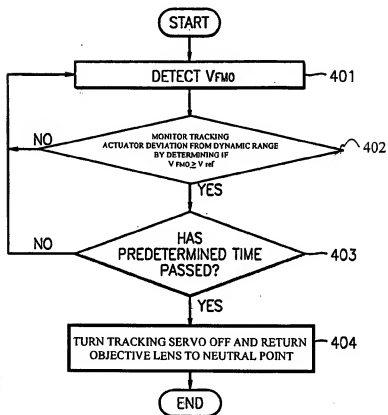 START
DETECT VFMO
401
NO
MONITOR TRACKING
ACTUATOR DEVIATION FROM DYNAMIC RANGE
BY DETERMINING IF
V FMO ≥ V ref
402
YES
NO
HAS
PREDETERMINED TIME
PASSED?
403
YES
TURN TRACKING SERVO OFF AND RETURN
OBJECTIVE LENS TO NEUTRAL POINT
404
END